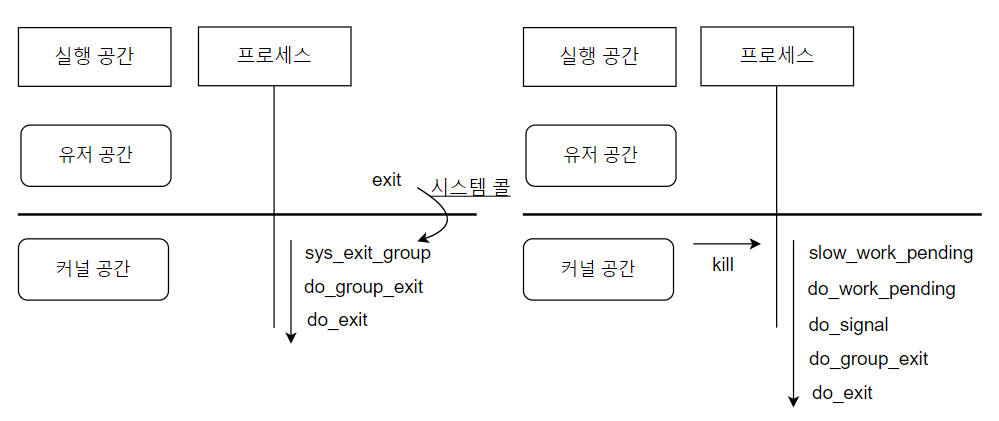 실행 공간
프로세스
유저 공간
exit
시스템 콜
커널 공간
sys_exit_group
do_group_exit
do_exit
실행 공간
프로세스
유저 공간
커널 공간
kill
slow_work_pending
do_work_pending
do_signal
do_group_exit
do_exit